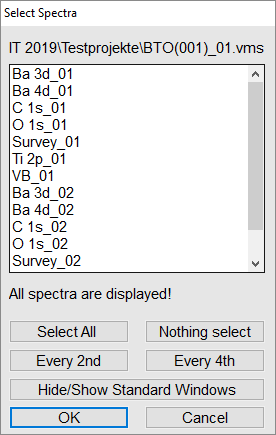 Select Spectra
IT 2019\Testprojekte\BTO(001)_01.vms
Ba 3d_01
Ba 4d_01
C 1s_01
O 1s_01
Survey_01
Ti 2p_01
VB_01
Ba 3d_02
Ba 4d_02
C 1s_02
O 1s_02
Survey_02
All spectra are displayed!
Select All Nothing select
Every 2nd Every 4th
Hide/Show Standard Windows
OK Cancel